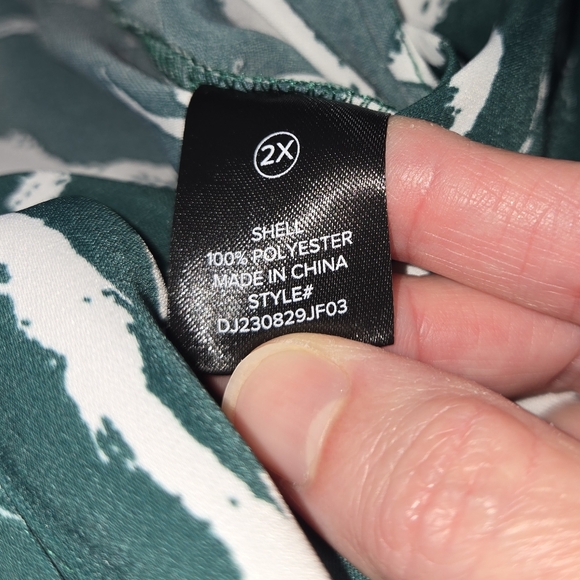 2X
SHELL
100% POLYESTER
MADE IN CHINA
STYLE#
DJ230829JF03